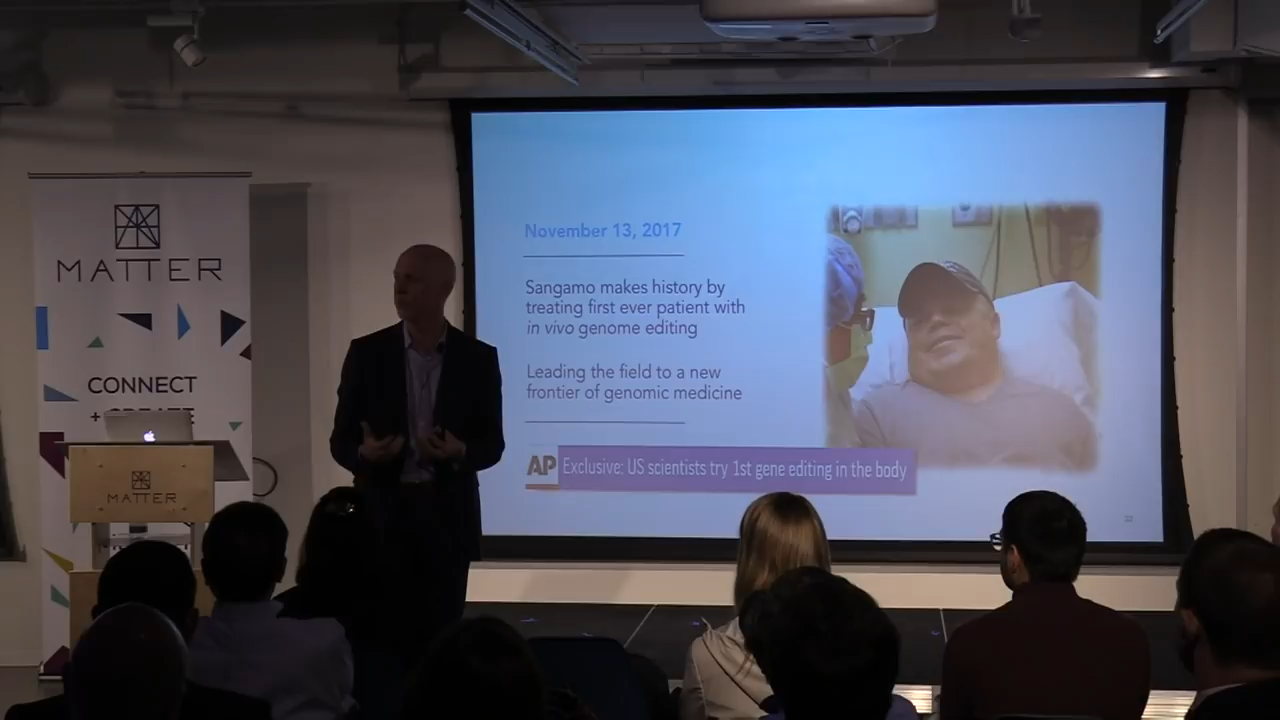 MATTER
CONNECT
+ CREATE
MATTER
November 13, 2017
Sangamo makes history by
treating first ever patient with
in vivo genome editing
Leading the field to a new
frontier of genomic medicine
AP Exclusive: US scientists try 1st gene editing in the body